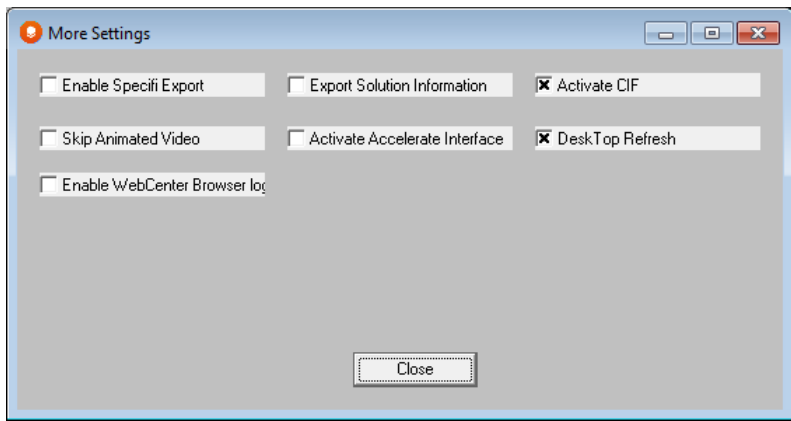 More Settings
Enable Specifi Export
Export Solution Information
Activate CIF
Skip Animated Video
Activate Accelerate Interface
DeskTop Refresh
Enable WebCenter Browser log
Close